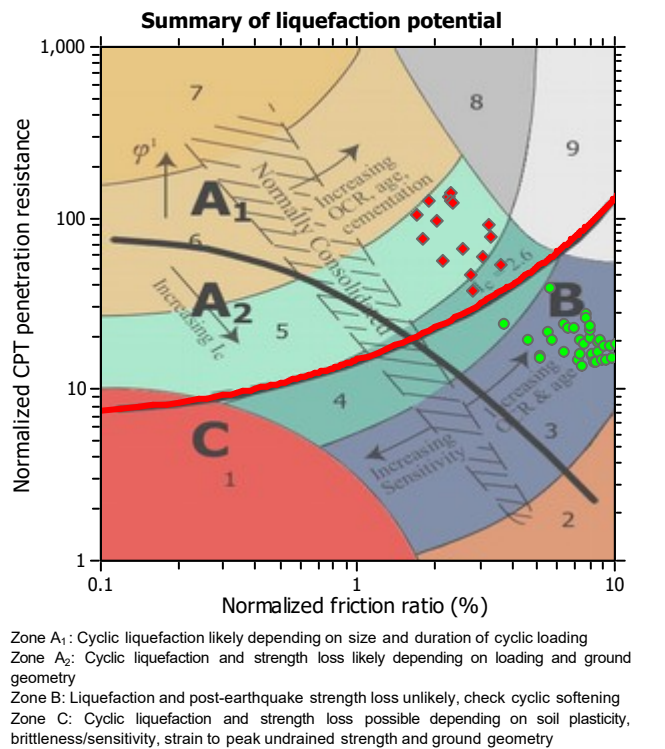 Summary of liquefaction potential
1,000
100
10
1
Normalized CPT penetration resistance
7
8
9
φ'
A1
6
A2
5
B
4
C
1
3
2
Normally Consolidated
Increasing
OCR, age,
cementation
Increasing Ic
Ic = 2.6
Increasing
OCR & age
Increasing
Sensitivity
0.1
1
10
Normalized friction ratio (%)
Zone A1: Cyclic liquefaction likely depending on size and duration of cyclic loading
Zone A2: Cyclic liquefaction and strength loss likely depending on loading and ground
geometry
Zone B: Liquefaction and post-earthquake strength loss unlikely, check cyclic softening
Zone C: Cyclic liquefaction and strength loss possible depending on soil plasticity,
brittleness/sensitivity, strain to peak undrained strength and ground geometry